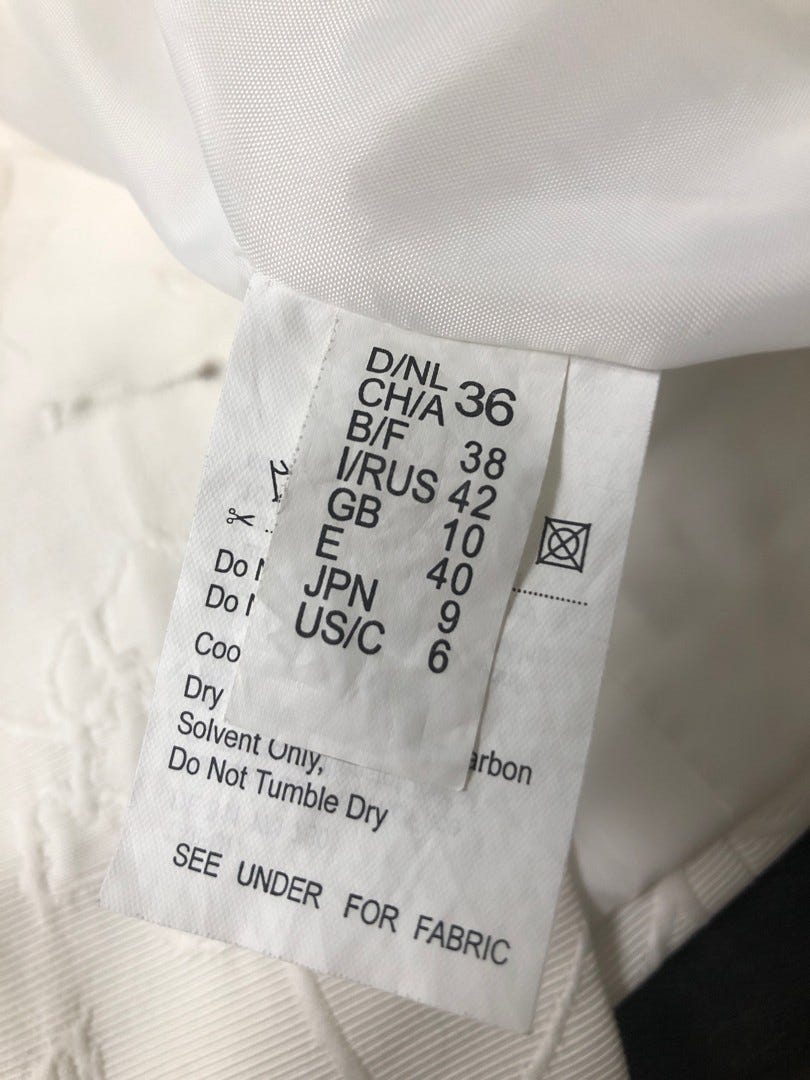 D/NL 36
CH/A
B/F 38
I/RUS 42
GB 10
E 40
JPN 9
US/C 6
Do
Do
Coo
Dry
Solvent Only,
arbon
Do Not Tumble Dry
SEE UNDER FOR FABRIC